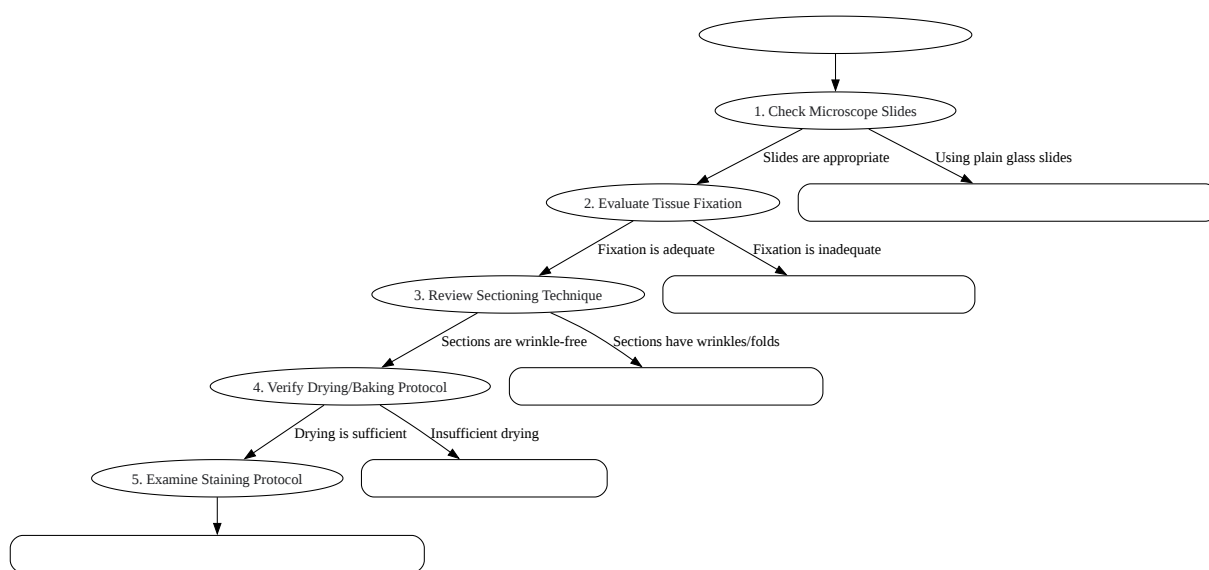 1. Check Microscope Slides
Slides are appropriate
Using plain glass slides
2. Evaluate Tissue Fixation
Fixation is adequate
Fixation is inadequate
3. Review Sectioning Technique
Sections are wrinkle-free
Sections have wrinkles/folds
4. Verify Drying/Baking Protocol
Drying is sufficient
Insufficient drying
5. Examine Staining Protocol